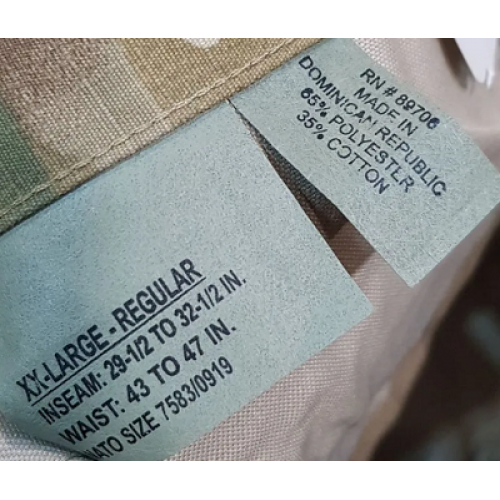 XX-LARGE - REGULAR
INSEAM: 29-1/2 TO 32-1/2 IN.
WAIST: 43 TO 47 IN.
NATO SIZE 7583/0919
RN # 89706
MADE IN
DOMINICAN REPUBLIC
65% POLYESTER
35% COTTON